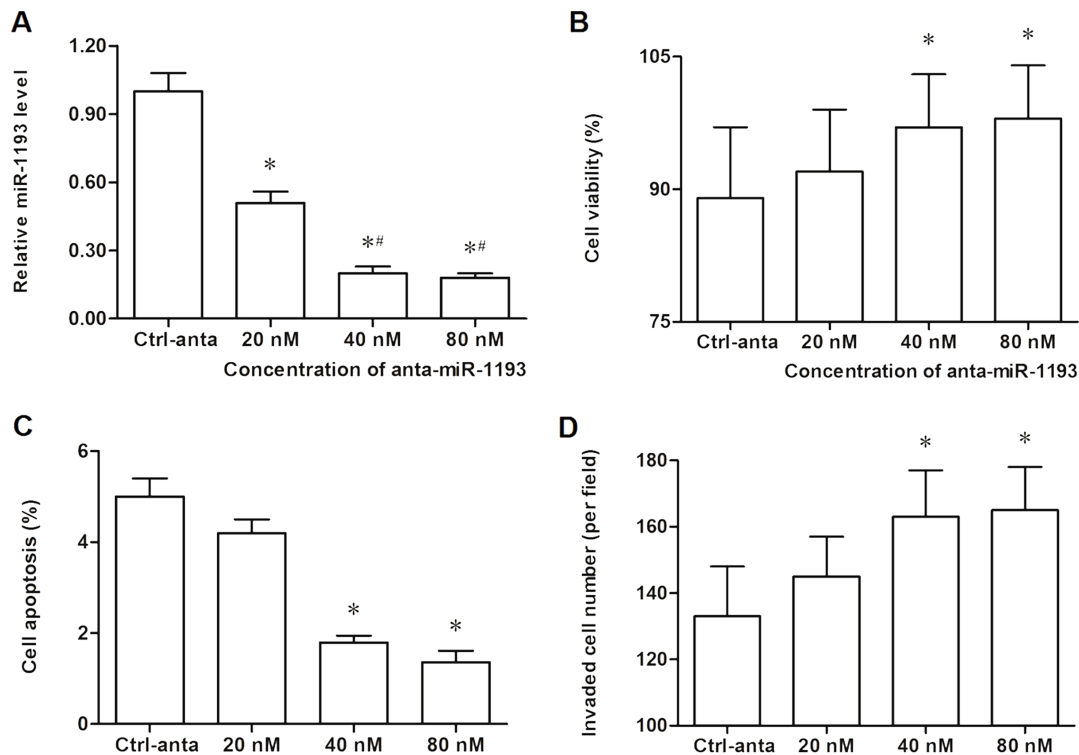 A
Relative miR-1193 level
1.20
0.90
0.60
0.30
0.00
*
*#
*#
Ctrl-anta 20 nM 40 nM 80 nM
Concentration of anta-miR-1193
B
Cell viability (%)
105
90
75
*
*
Ctrl-anta 20 nM 40 nM 80 nM
Concentration of anta-miR-1193
C
Cell apoptosis (%)
6
4
2
0
*
*
Ctrl-anta 20 nM 40 nM 80 nM
D
Invaded cell number (per field)
180
160
140
120
100
*
*
Ctrl-anta 20 nM 40 nM 80 nM